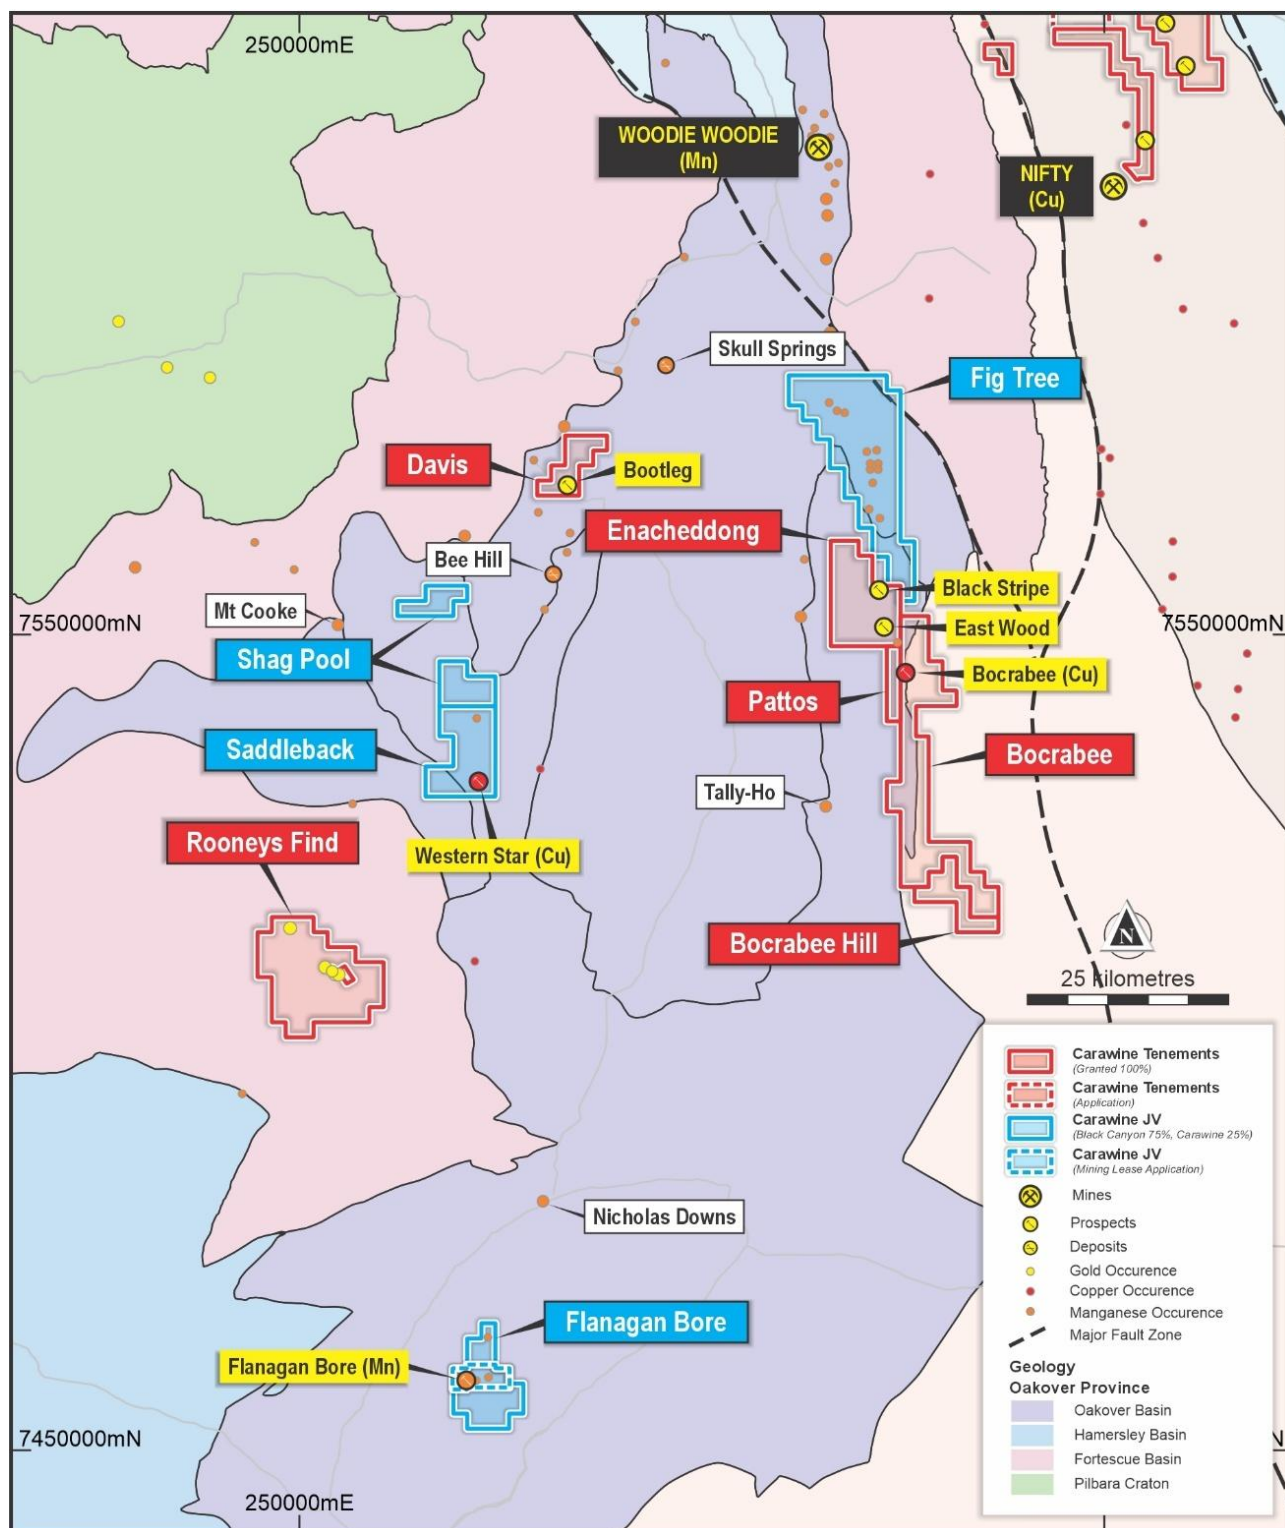 250000mE
WOODIE WOODIE
(Mn)
NIFTY
(Cu)
Skull Springs
Fig Tree
Davis
Bootleg
Enacheddong
Bee Hill
Black Stripe
Mt Cooke
7550000mN
East Wood
7550000mN
Shag Pool
Bocrabee (Cu)
Pattos
Saddleback
Bocrabee
Tally-Ho
Rooneys Find
Western Star (Cu)
Bocrabee Hill
N
25 kilometres
Carawine Tenements
(Granted 100%)
Carawine Tenements
(Application)
Carawine JV
(Black Canyon 75%, Carawine 25%)
Carawine JV
(Mining Lease Application)
Mines
Prospects
Deposits
Gold Occurence
Copper Occurence
Manganese Occurence
Major Fault Zone
Geology
Oakover Province
Oakover Basin
Hamersley Basin
Fortescue Basin
Pilbara Craton
Nicholas Downs
Flanagan Bore
Flanagan Bore (Mn)
7450000mN
N
250000mE